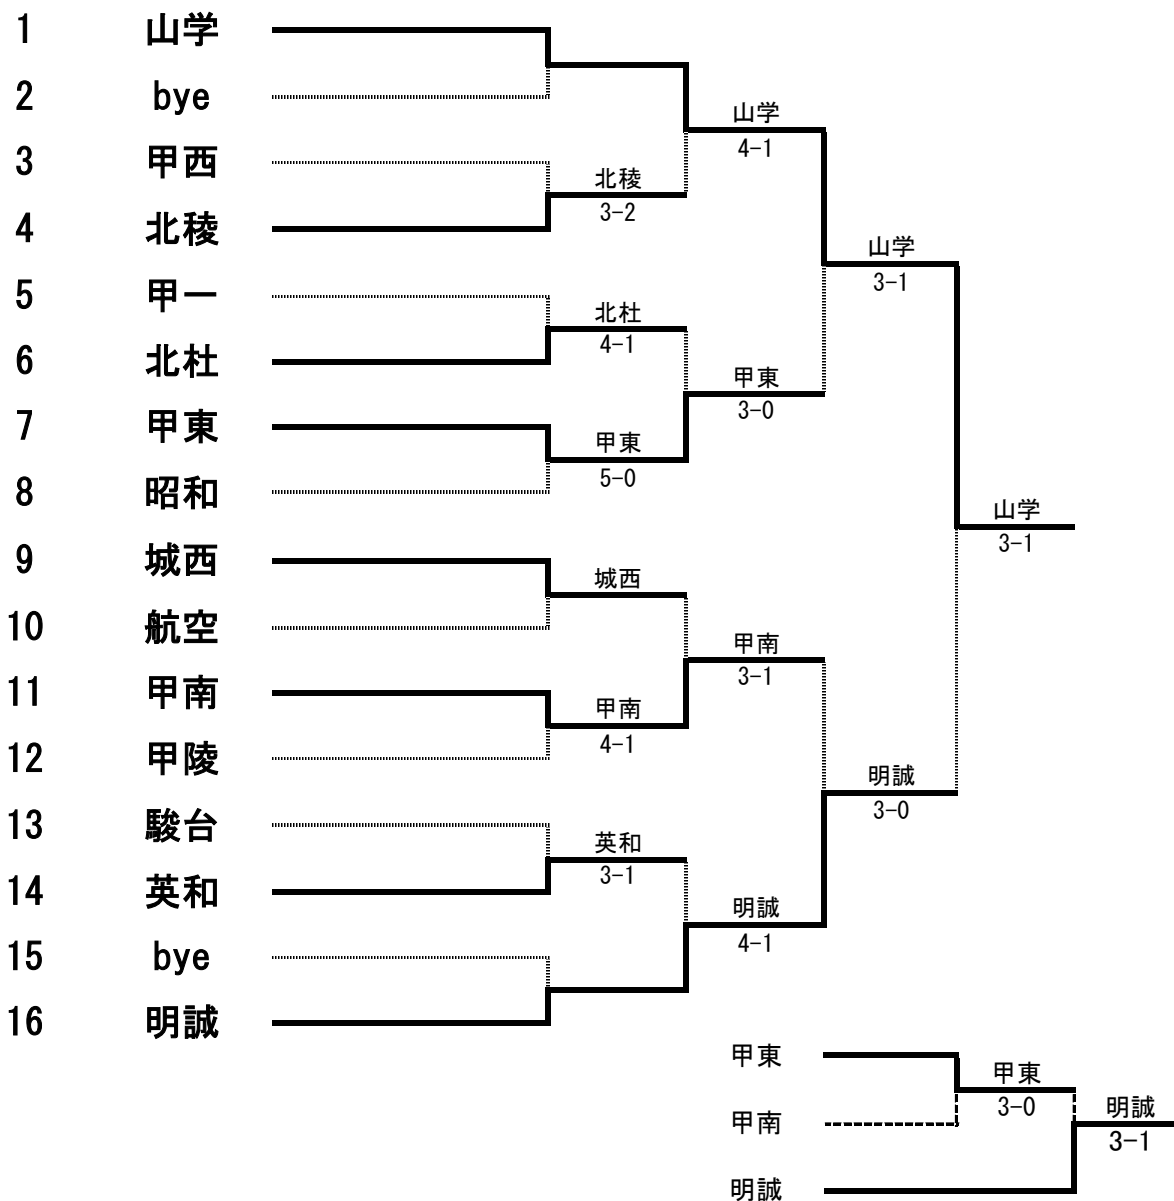 1 山学
2 bye
山学
4-1
3 甲西
北稜
3-2
4 北稜
山学
3-1
5 甲一
北杜
4-1
6 北杜
甲東
3-0
7 甲東
甲東
5-0
8 昭和
山学
3-1
9 城西
城西
10 航空
甲南
3-1
11 甲南
甲南
4-1
12 甲陵
明誠
3-0
13 駿台
英和
3-1
14 英和
明誠
4-1
15 bye
16 明誠
甲東
甲東
3-0
甲南
明誠
3-1
明誠